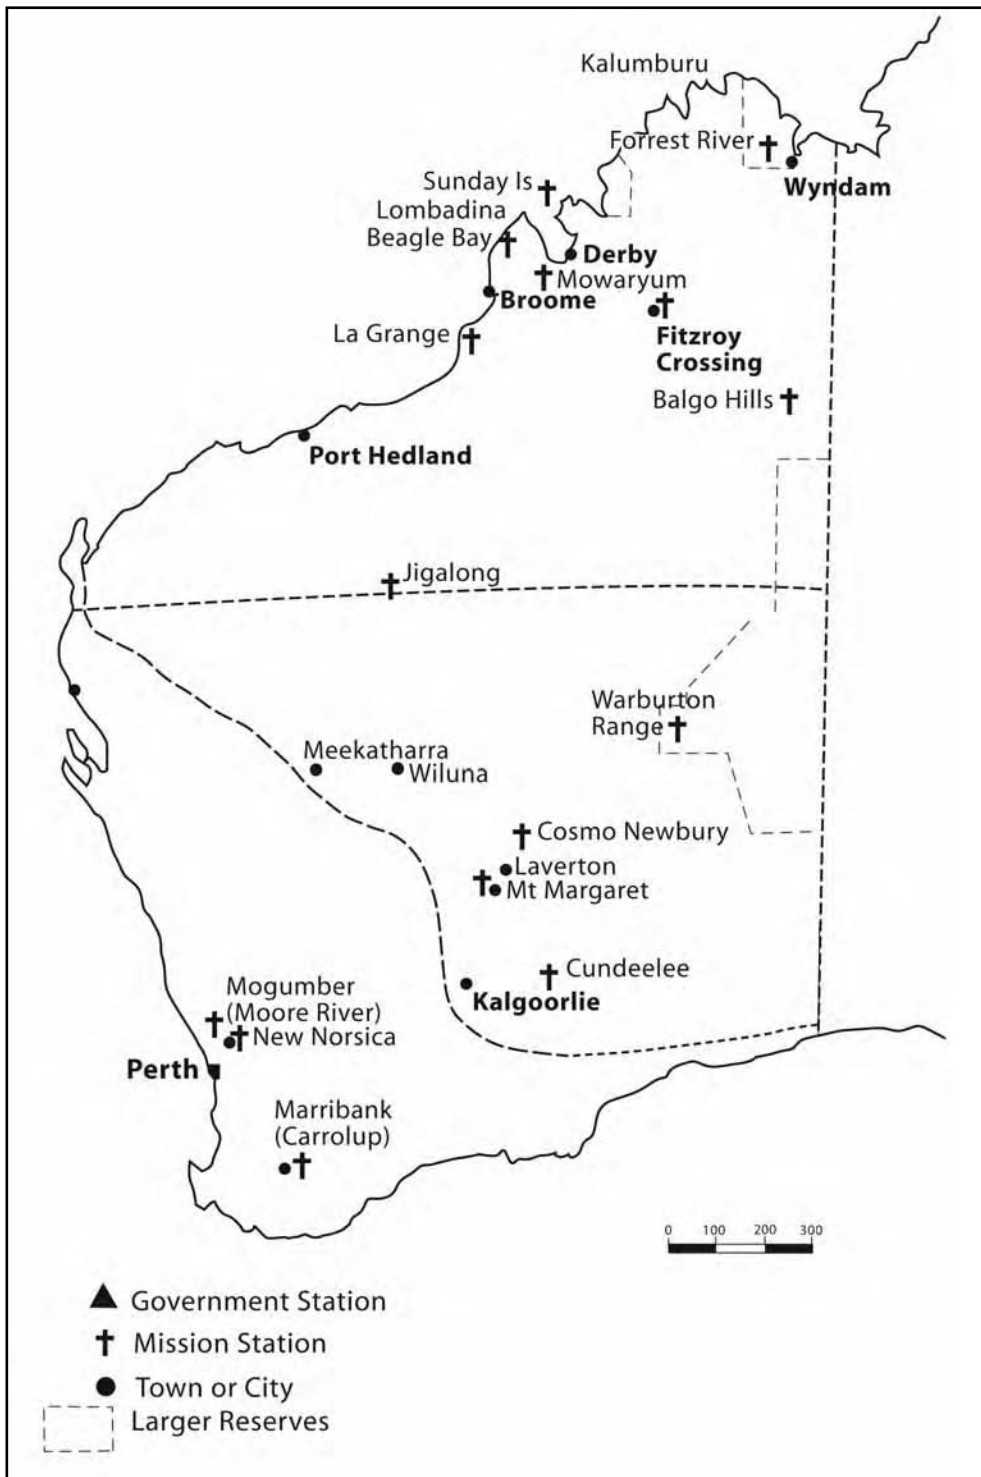 Kalumburu
Forrest River
Wyndam
Sunday Is
Lombadina
Beagle Bay
Derby
Mowaryum
Broome
Fitzroy
Crossing
La Grange
Balgo Hills
Port Hedland
Jigalong
Warburton
Range
Meekatharra
Wiluna
Cosmo Newbury
Laverton
Mt Margaret
Cundeelee
Kalgoorlie
Mogumber
(Moore River)
New Norsica
Perth
Marribank
(Carrolup)
0 100 200 300
Government Station
Mission Station
Town or City
Larger Reserves